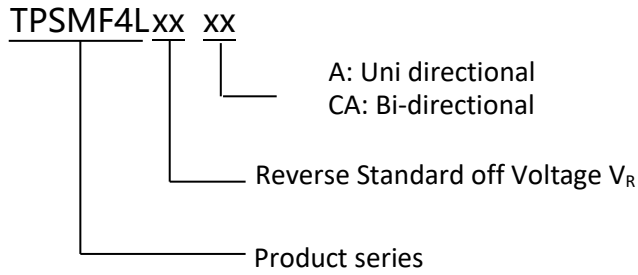 TPSMF4Lxx xx
A: Uni directional
CA: Bi-directional
Reverse Standard off Voltage VR
Product series